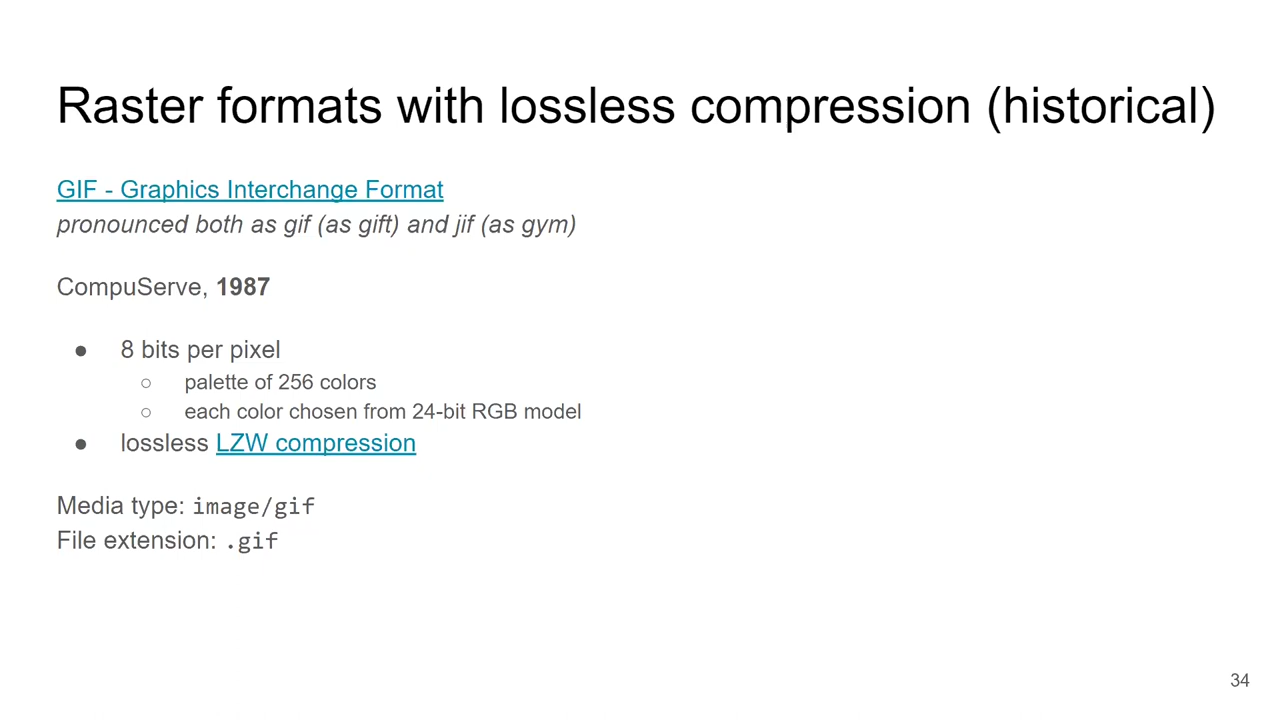 Raster formats with lossless compression (historical)
GIF - Graphics Interchange Format
pronounced both as gif (as gift) and jif (as gym)
CompuServe, 1987
● 8 bits per pixel
○ palette of 256 colors
○ each color chosen from 24-bit RGB model
● lossless LZW compression
Media type: image/gif
File extension: .gif
34